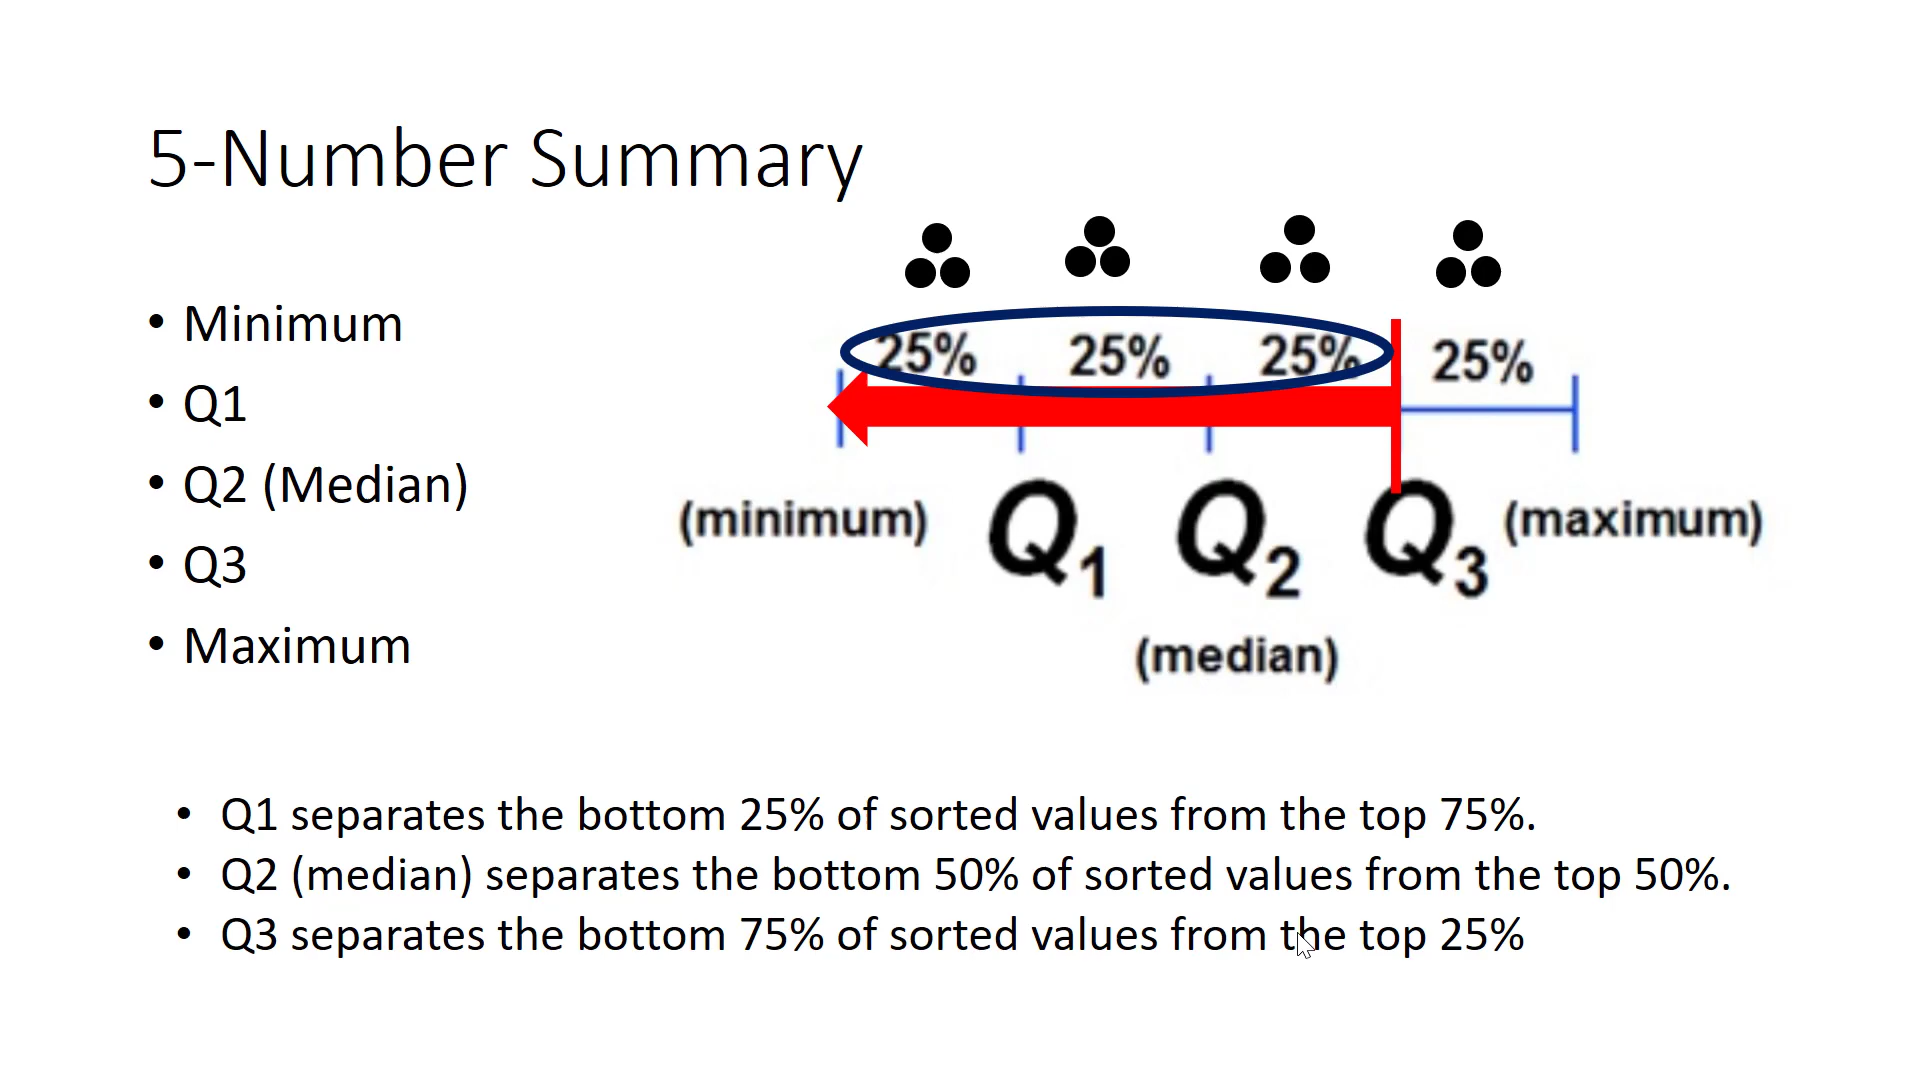 5-Number Summary
• Minimum
• Q1
• Q2 (Median)
• Q3
• Maximum
25% 25% 25% 25%
(minimum) Q1 Q2 Q3 (maximum)
(median)
• Q1 separates the bottom 25% of sorted values from the top 75%.
• Q2 (median) separates the bottom 50% of sorted values from the top 50%.
• Q3 separates the bottom 75% of sorted values from the top 25%